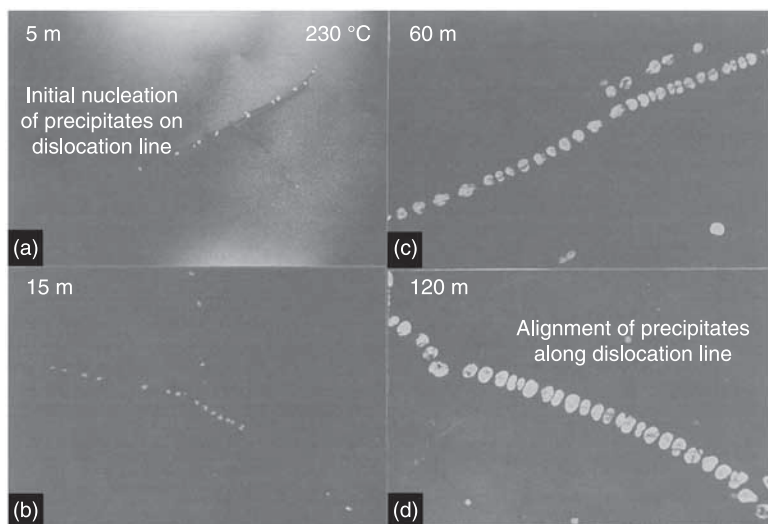 5 m
230 °C
Initial nucleation
of precipitates on
dislocation line
(a)
60 m
(c)
15 m
(b)
120 m
Alignment of precipitates
along dislocation line
(d)